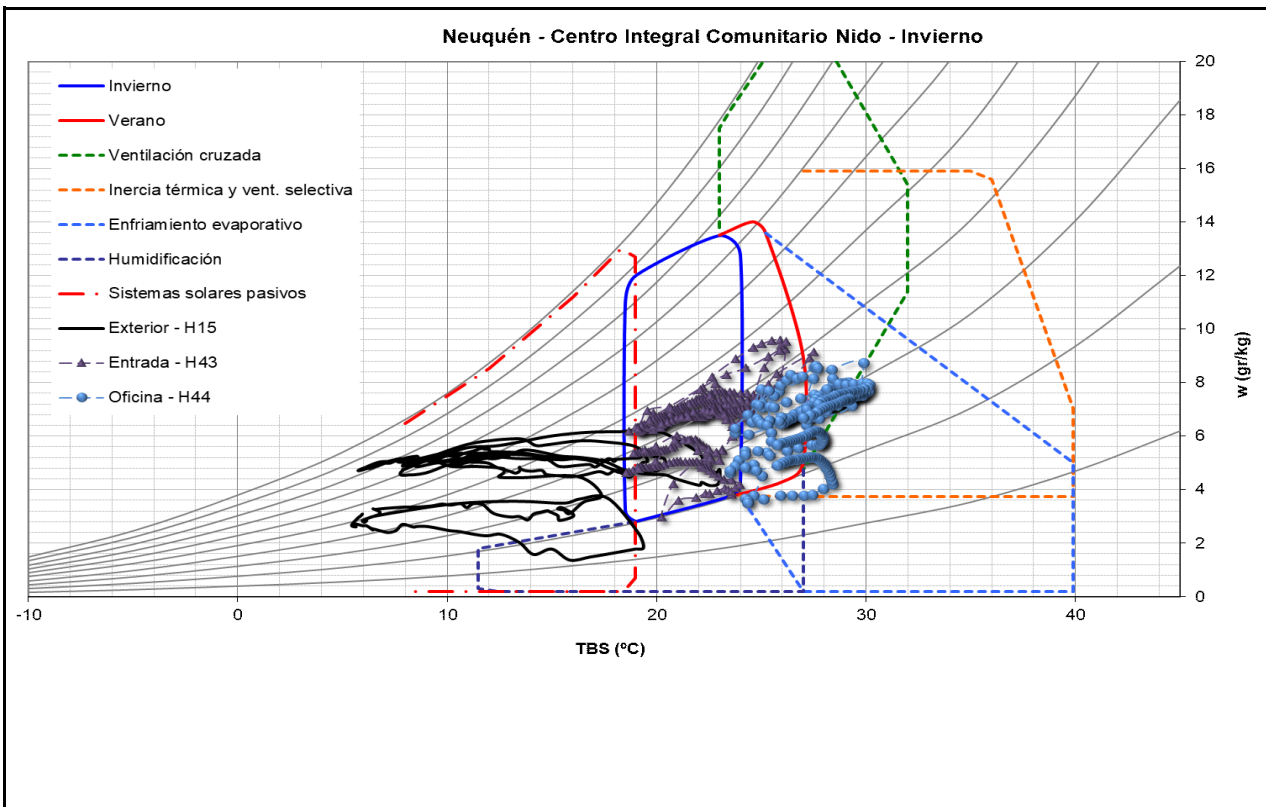 Neuquén - Centro Integral Comunitario Nido - Invierno
Invierno
Verano
Ventilación cruzada
Inercia térmica y vent. selectiva
Enfriamiento evaporativo
Humidificación
Sistemas solares pasivos
Exterior - H15
Entrada - H43
Oficina - H44
20
18
16
14
12
10
8
6
4
2
0
w (gr/kg)
-10 0 10 20 30 40
TBS (ºC)